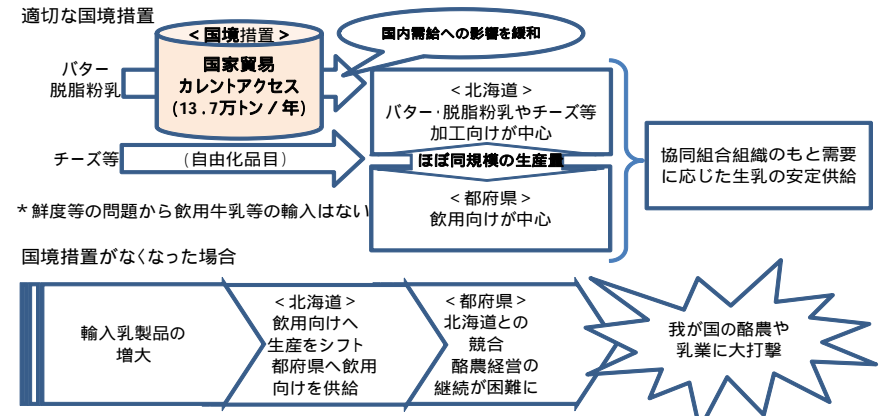 適切な国境措置
＜国境措置＞
国家貿易
カレントアクセス
(13.7万トン/年)
国内需給への影響を緩和
バター
脱脂粉乳
チーズ等
(自由化品目)
＜北海道＞
バター・脱脂粉乳やチーズ等
加工向けが中心
ほぼ同規模の生産量
＜都府県＞
飲用向けが中心
協同組合組織のもと需要
に応じた生乳の安定供給
*鮮度等の問題から飲用牛乳等の輸入はない
国境措置がなくなった場合
輸入乳製品の
増大
＜北海道＞
飲用向けへ
生産をシフト
都府県へ飲用
向けを供給
＜都府県＞
北海道との
競合
酪農経営の
継続が困難に
我が国の酪農や
乳業に大打撃